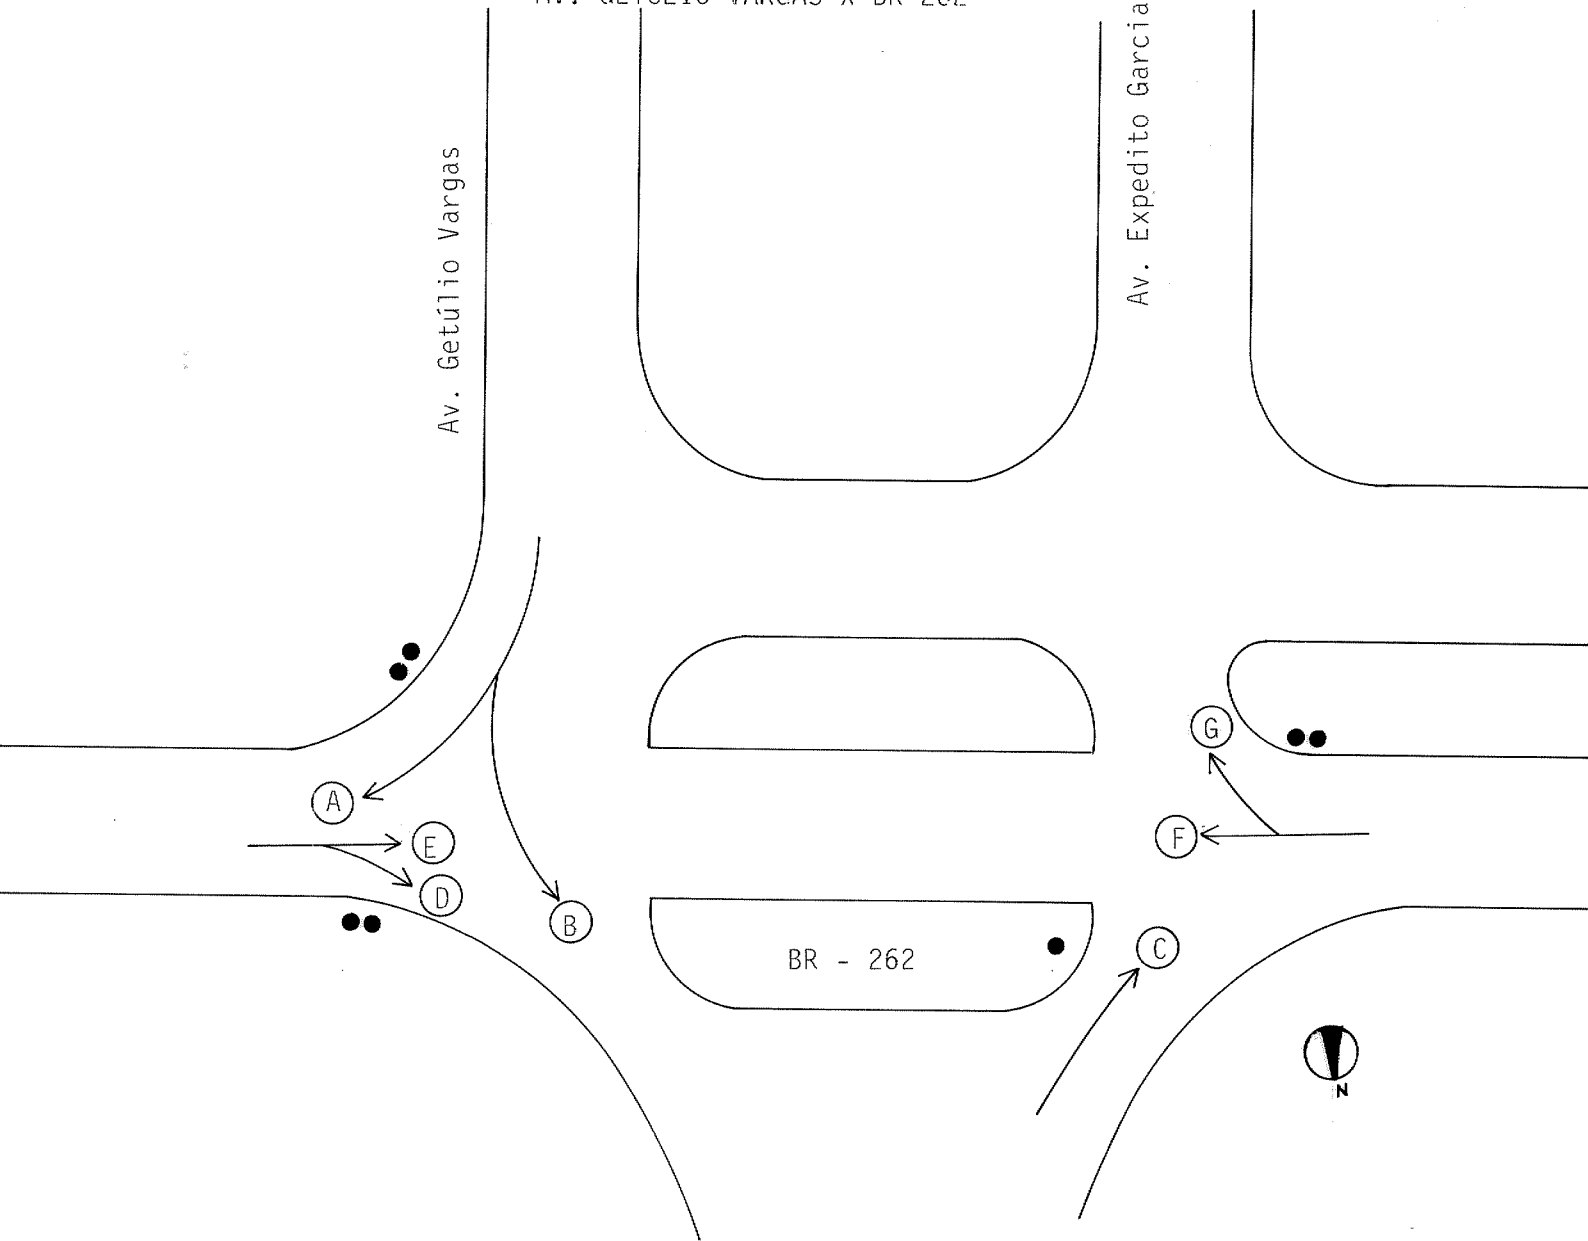 Av. Expedito Garcia
Av. Getúlio Vargas
G
A
E
F
D
B
C
BR - 262
N